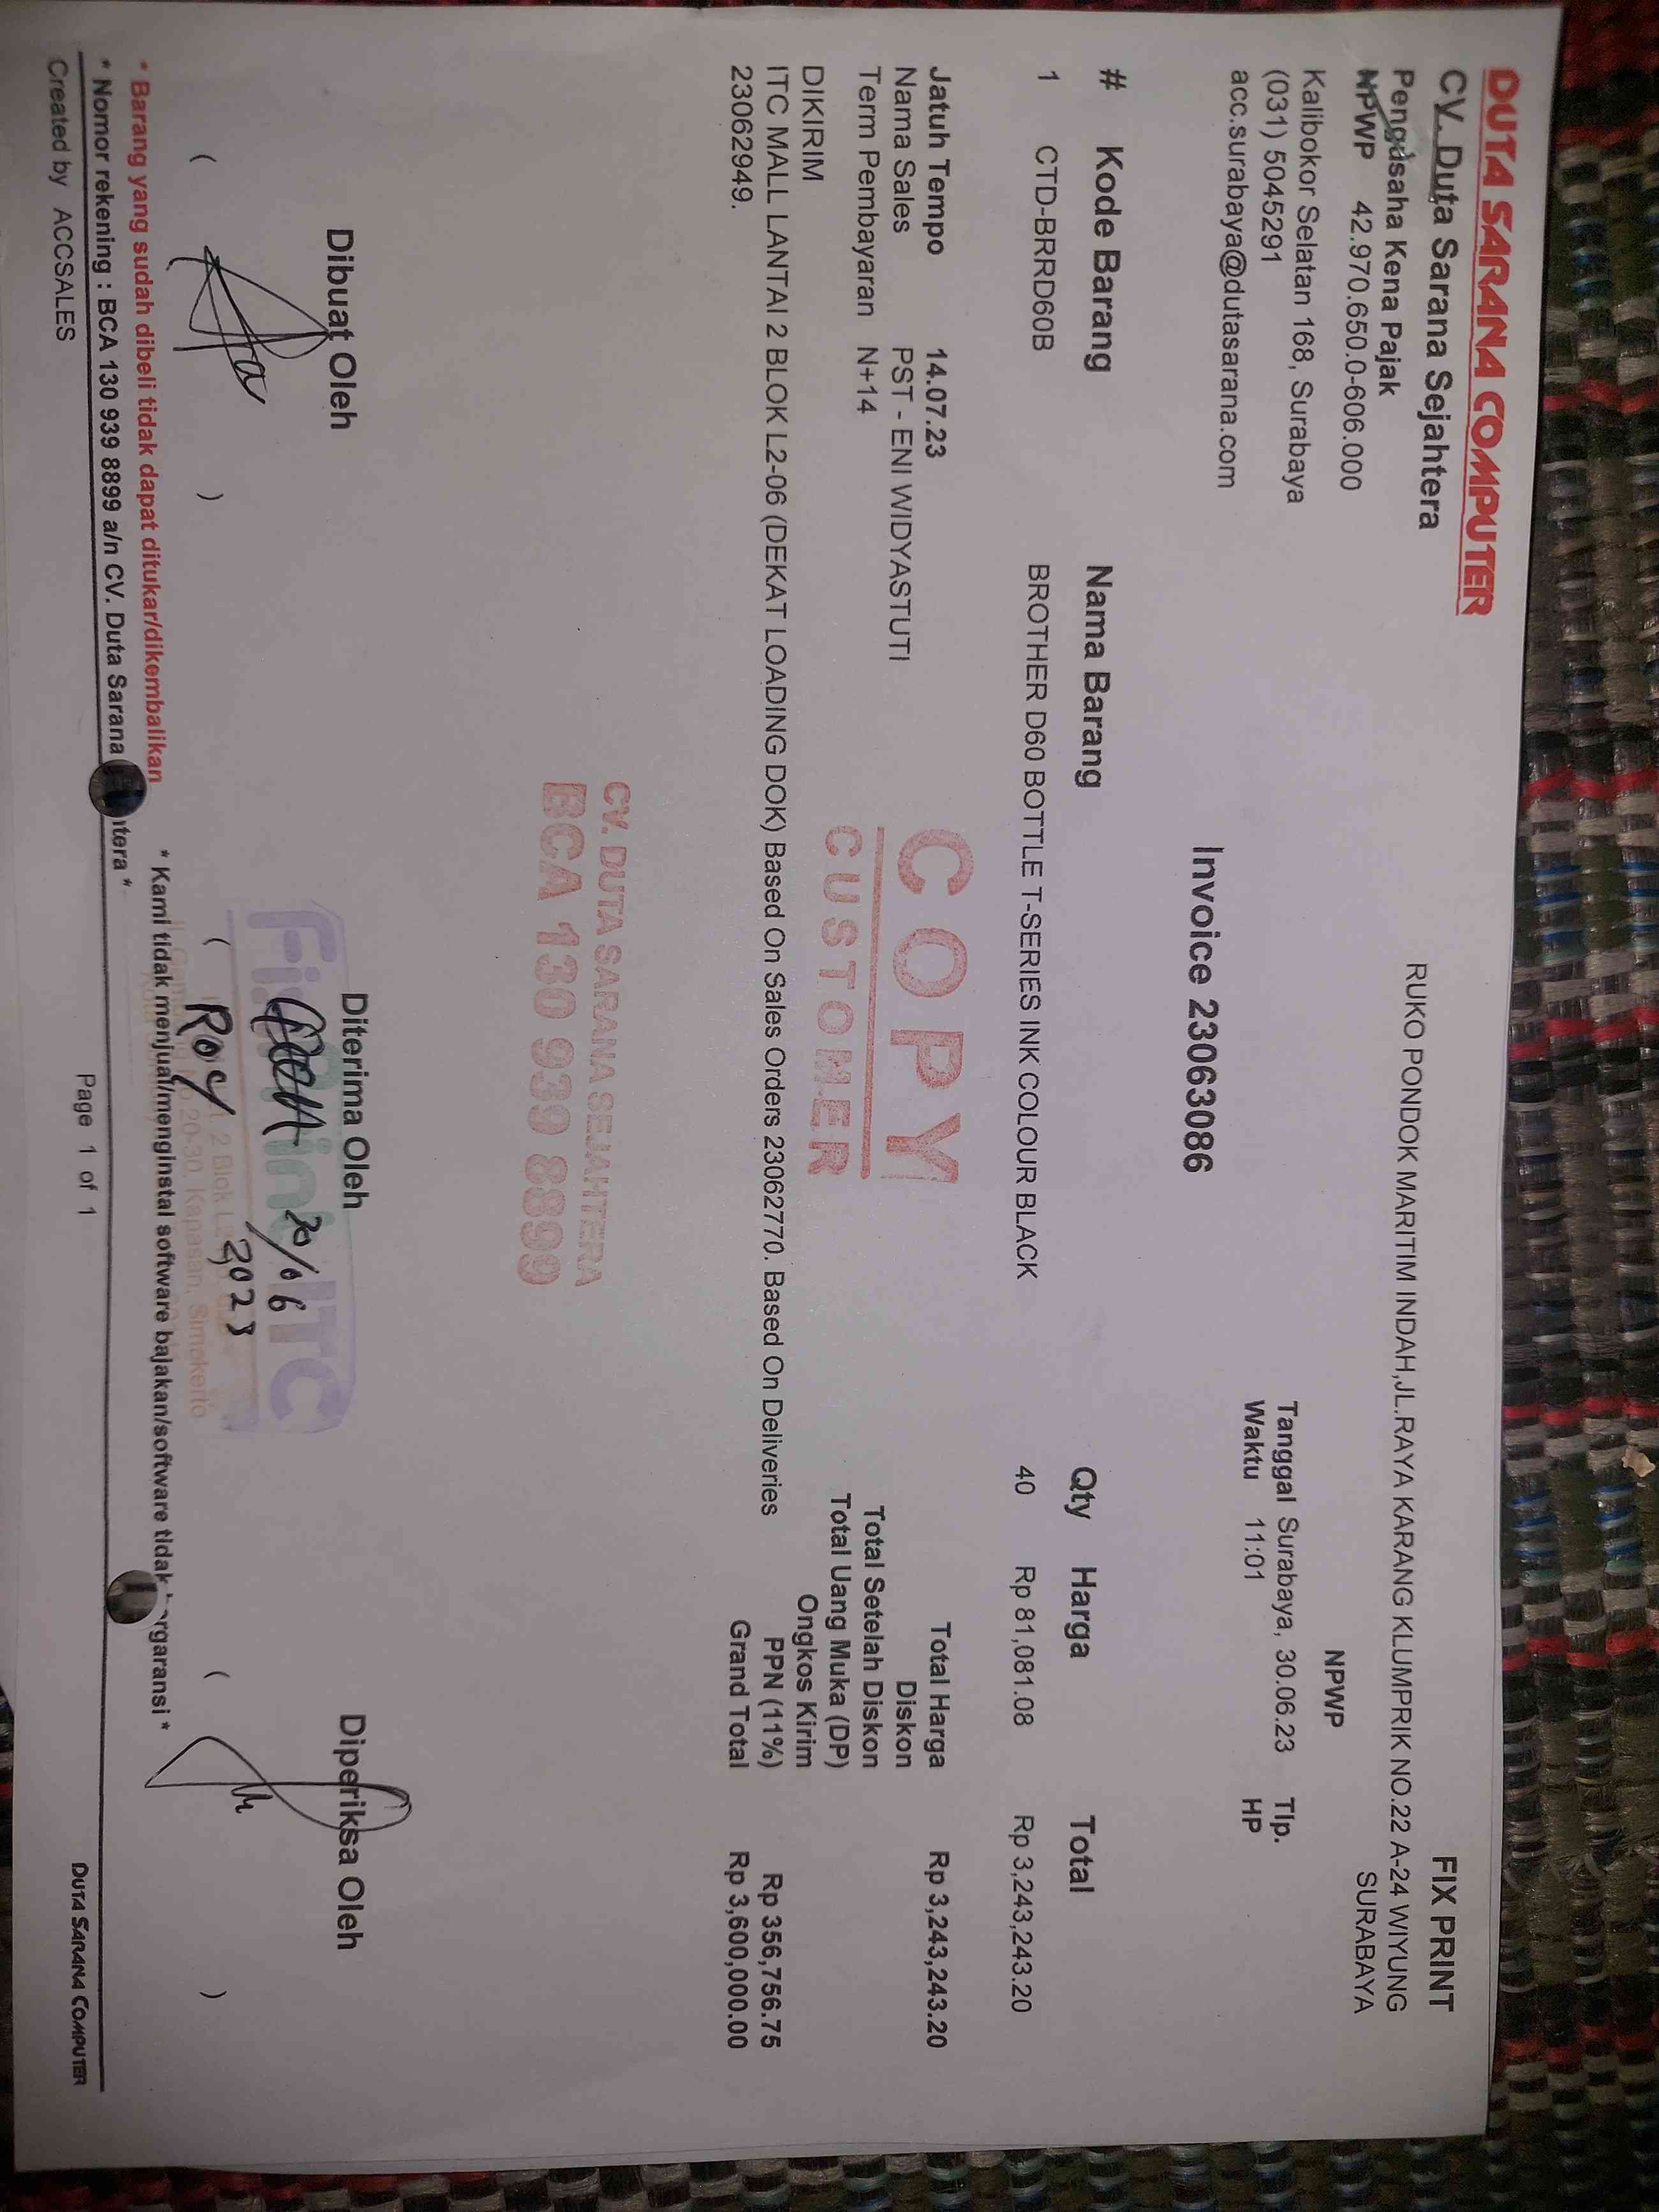 DUTA SARANA COMPUTER
CV. Duta Sarana Sejahtera
Pengusaha Kena Pajak
NPWP 42.970.650.0-606.000
Kalibokor Selatan 168, Surabaya
(031) 5045291
acc.surabaya@dutasarana.com
FIX PRINT
RUKO PONDOK MARITIM INDAH,JL.RAYA KARANG KLUMPRIK NO.22 A-24 WIYUNG
SURABAYA
NPWP
Tanggal Surabaya, 30.06.23 Tlp.
Waktu 11:01 HP
Invoice 23063086
# Kode Barang Nama Barang Qty Harga Total
1 CTD-BRRD60B BROTHER D60 BOTTLE T-SERIES INK COLOUR BLACK 40 Rp 81,081.08 Rp 3,243,243.20
Jatuh Tempo 14.07.23
Nama Sales PST - ENI WIDYASTUTI
Term Pembayaran N+14
DIKIRIM
ITC MALL LANTAI 2 BLOK L2-06 (DEKAT LOADING DOK) Based On Sales Orders 23062770. Based On Deliveries
23062949.
COPY
CUSTOMER
Total Harga Rp 3,243,243.20
Diskon
Total Setelah Diskon
Total Uang Muka (DP)
Ongkos Kirim
PPN (11%) Rp 356,756.75
Grand Total Rp 3,600,000.00
CV. DUTA SARANA SEJAHTERA
BCA 130 939 8899
Dibuat Oleh Diterima Oleh Diperiksa Oleh
ITC
30/06
2023
2 Blok
20-30, Kapasan, Simokerto
( ) ( Roy ( )
* Barang yang sudah dibeli tidak dapat ditukar/dikembalikan
* Kami tidak menjual/menginstal software bajakan/software tidak
* Nomor rekening : BCA 130 939 8899 a/n CV. Duta Sarana
Created by ACCSALES
Page 1 of 1
DUTA SARANA COMPUTER